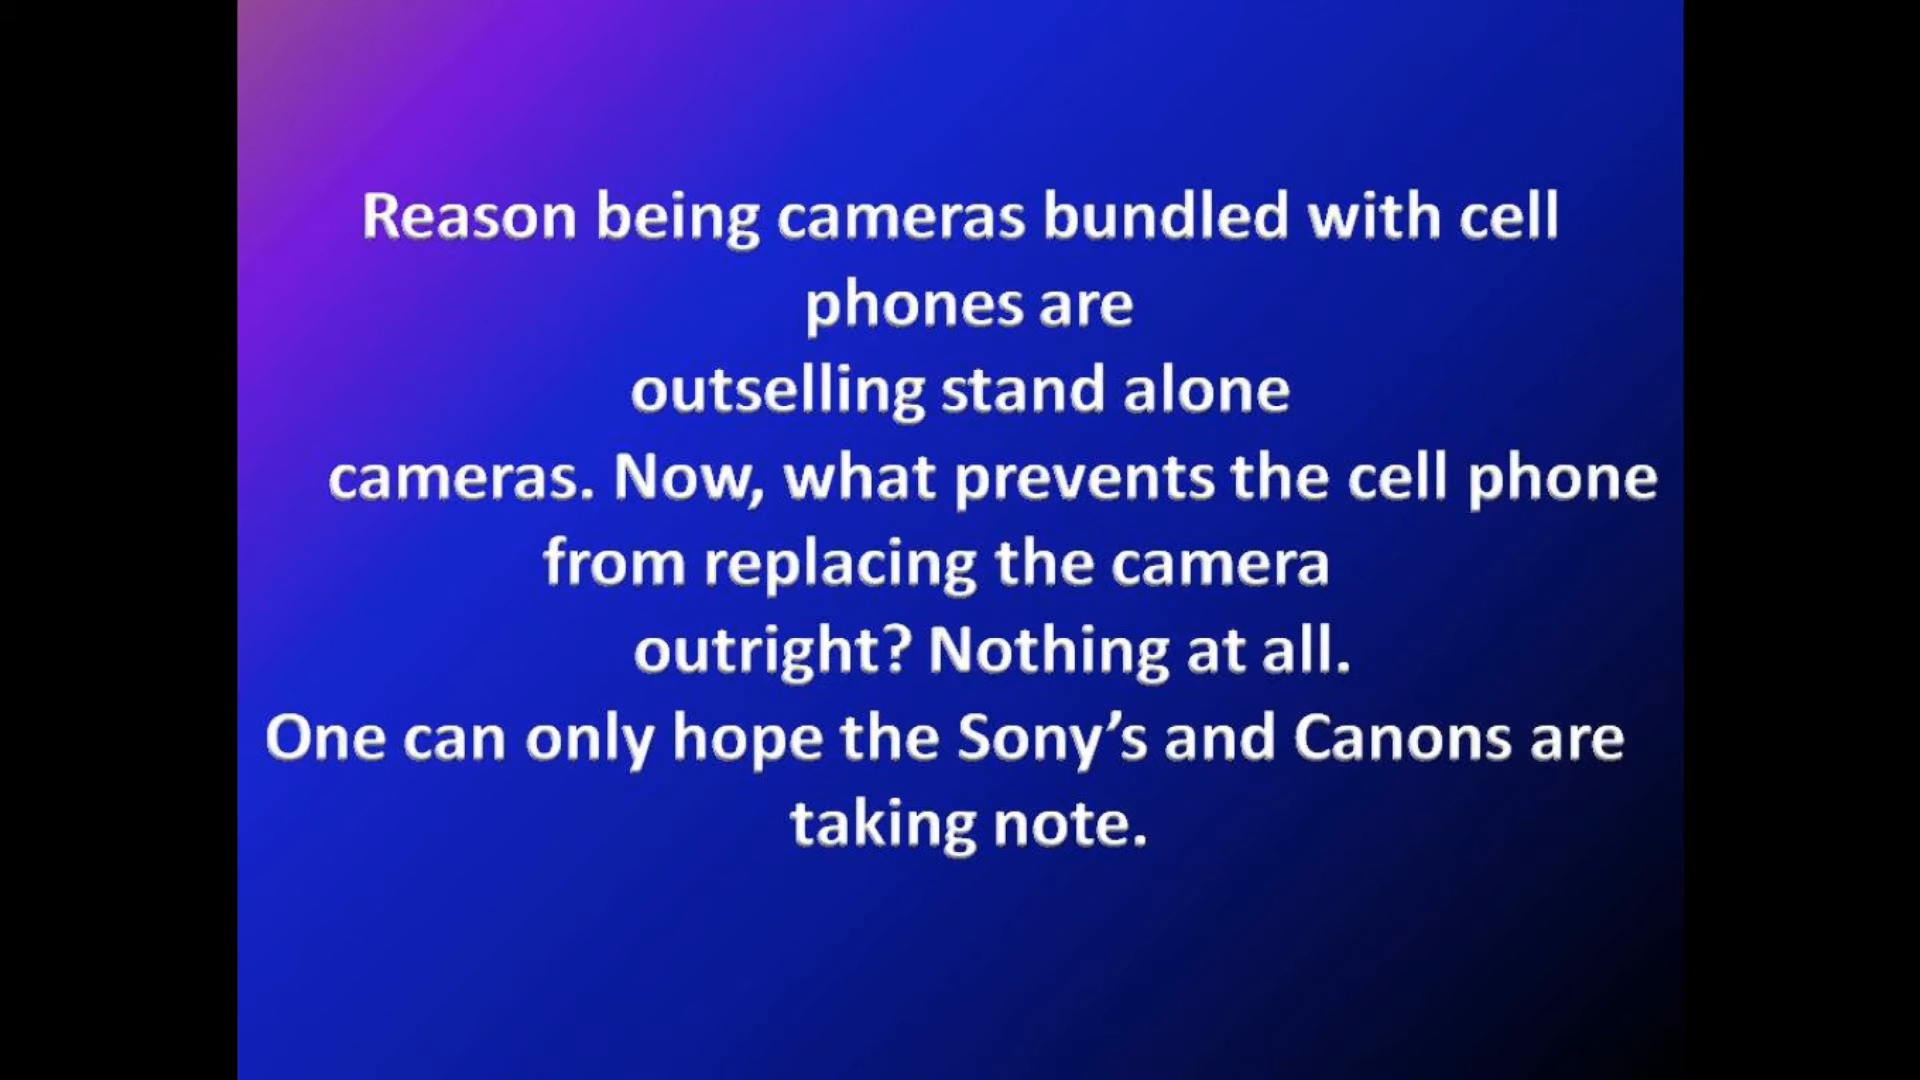 Reason being cameras bundled with cell
phones are
outselling stand alone
cameras. Now, what prevents the cell phone
from replacing the camera
outright? Nothing at all.
One can only hope the Sony’s and Canons are
taking note.